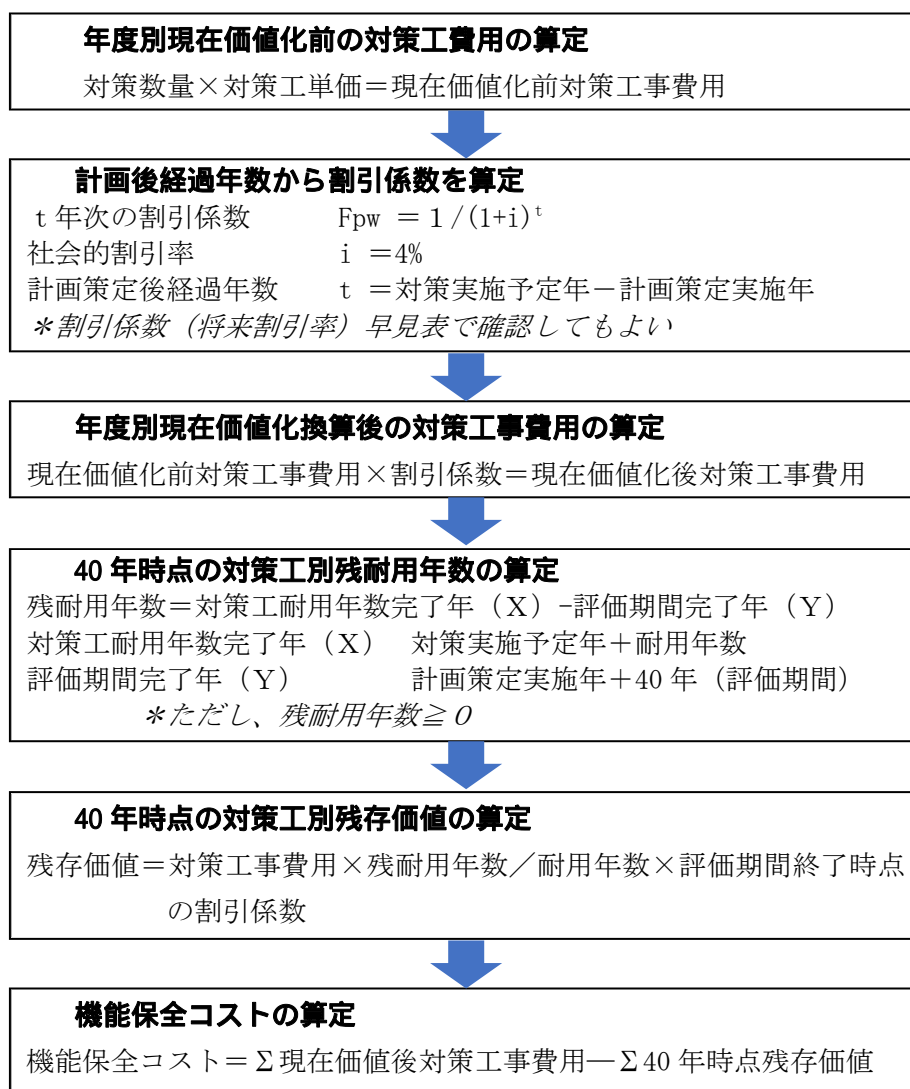 年度別現在価値化前の対策工費用の算定
対策数量×対策工単価＝現在価値化前対策工事費用
計画後経過年数から割引係数を算定
t 年次の割引係数　　Fpw ＝１/(1+i)ᵗ
社会的割引率　　i ＝4%
計画策定後経過年数　t ＝対策実施予定年－計画策定実施年
＊割引係数（将来割引率）早見表で確認してもよい
年度別現在価値化換算後の対策工事費用の算定
現在価値化前対策工事費用×割引係数＝現在価値化後対策工事費用
40 年時点の対策工別残耐用年数の算定
残耐用年数＝対策工耐用年数完了年（X）-評価期間完了年（Y）
対策工耐用年数完了年（X）　対策実施予定年＋耐用年数
評価期間完了年（Y）　計画策定実施年＋40 年（評価期間）
＊ただし、残耐用年数≧０
40 年時点の対策工別残存価値の算定
残存価値＝対策工事費用×残耐用年数／耐用年数×評価期間終了時点
の割引係数
機能保全コストの算定
機能保全コスト＝Σ現在価値後対策工事費用―Σ40 年時点残存価値